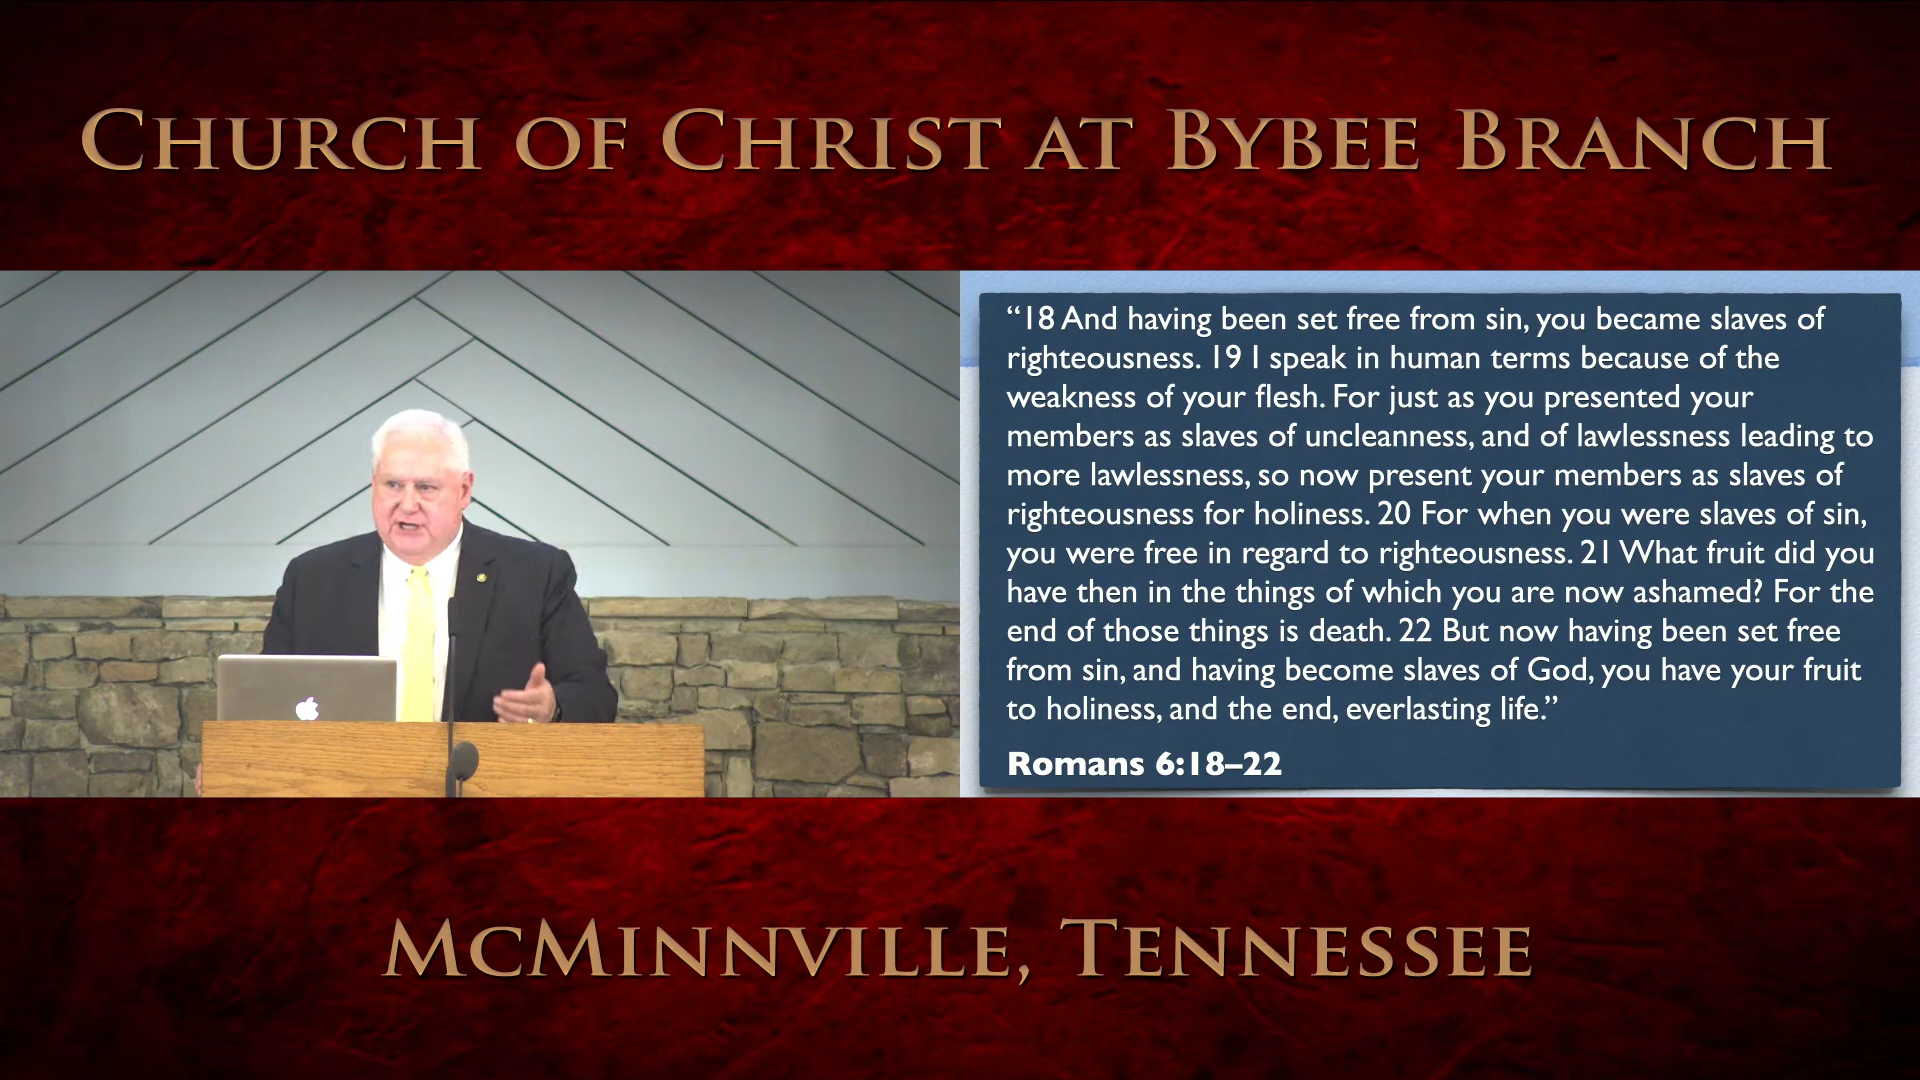 Church of Christ at Bybee Branch
“18 And having been set free from sin, you became slaves of
righteousness. 19 I speak in human terms because of the
weakness of your flesh. For just as you presented your
members as slaves of uncleanness, and of lawlessness leading to
more lawlessness, so now present your members as slaves of
righteousness for holiness. 20 For when you were slaves of sin,
you were free in regard to righteousness. 21 What fruit did you
have then in the things of which you are now ashamed? For the
end of those things is death. 22 But now having been set free
from sin, and having become slaves of God, you have your fruit
to holiness, and the end, everlasting life.”
Romans 6:18–22
McMinnville, Tennessee